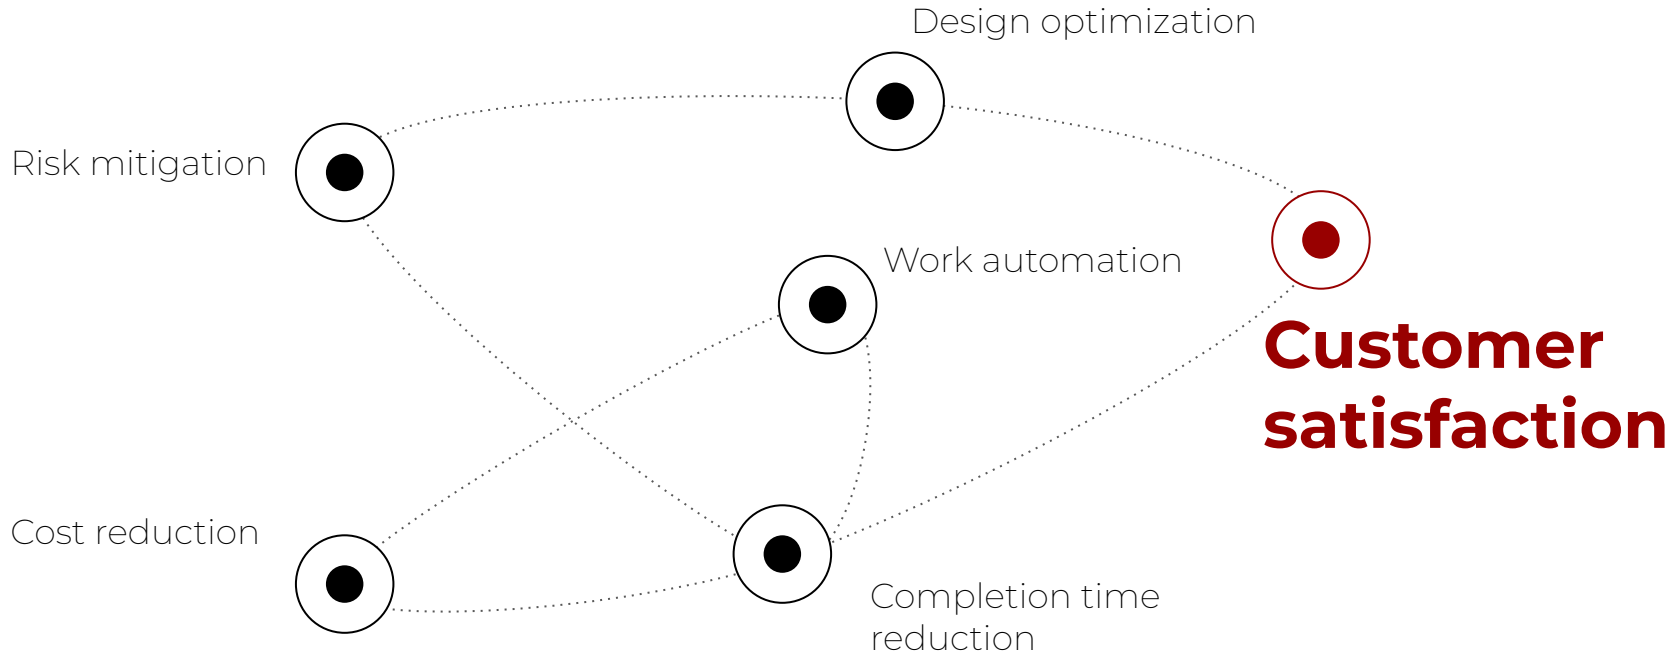 Design optimization
Risk mitigation
Work automation
Customer
satisfaction
Cost reduction
Completion time
reduction